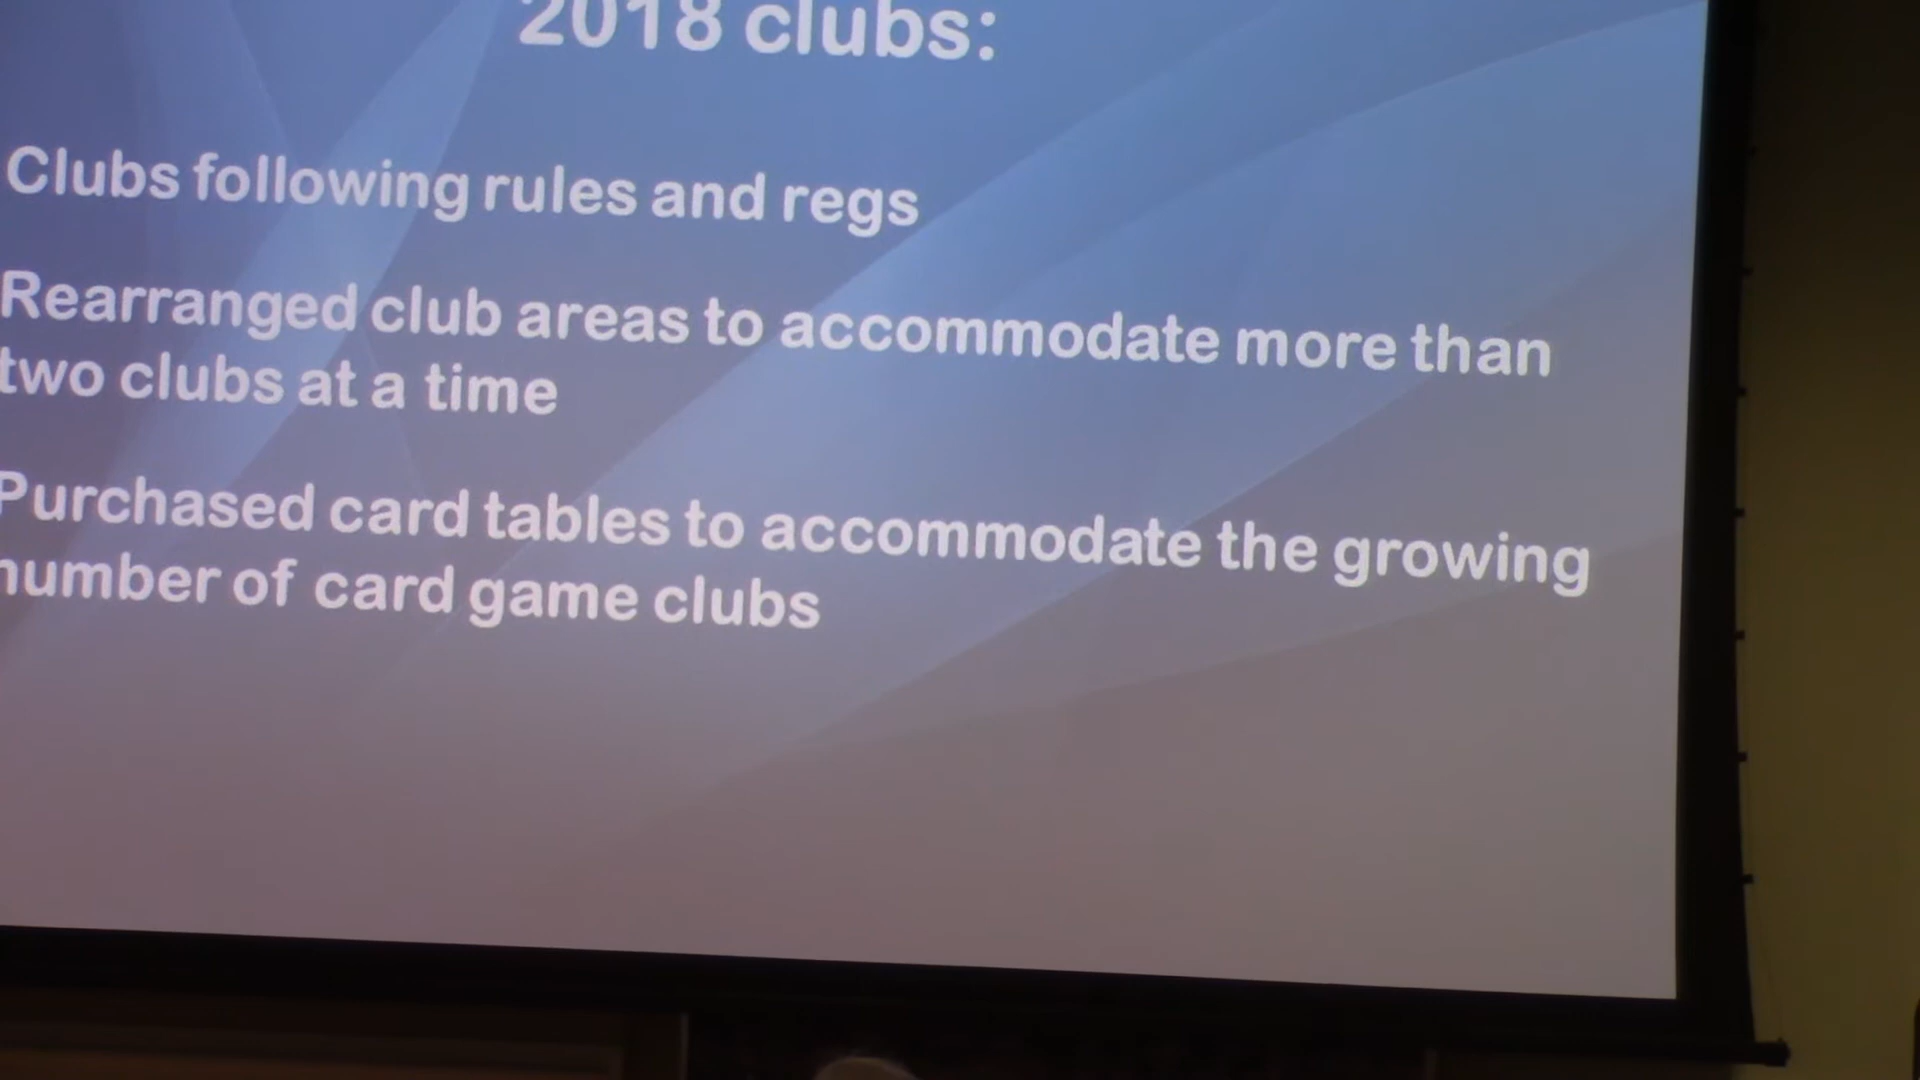 2018 clubs:
Clubs following rules and regs
Rearranged club areas to accommodate more than
two clubs at a time
Purchased card tables to accommodate the growing
number of card game clubs